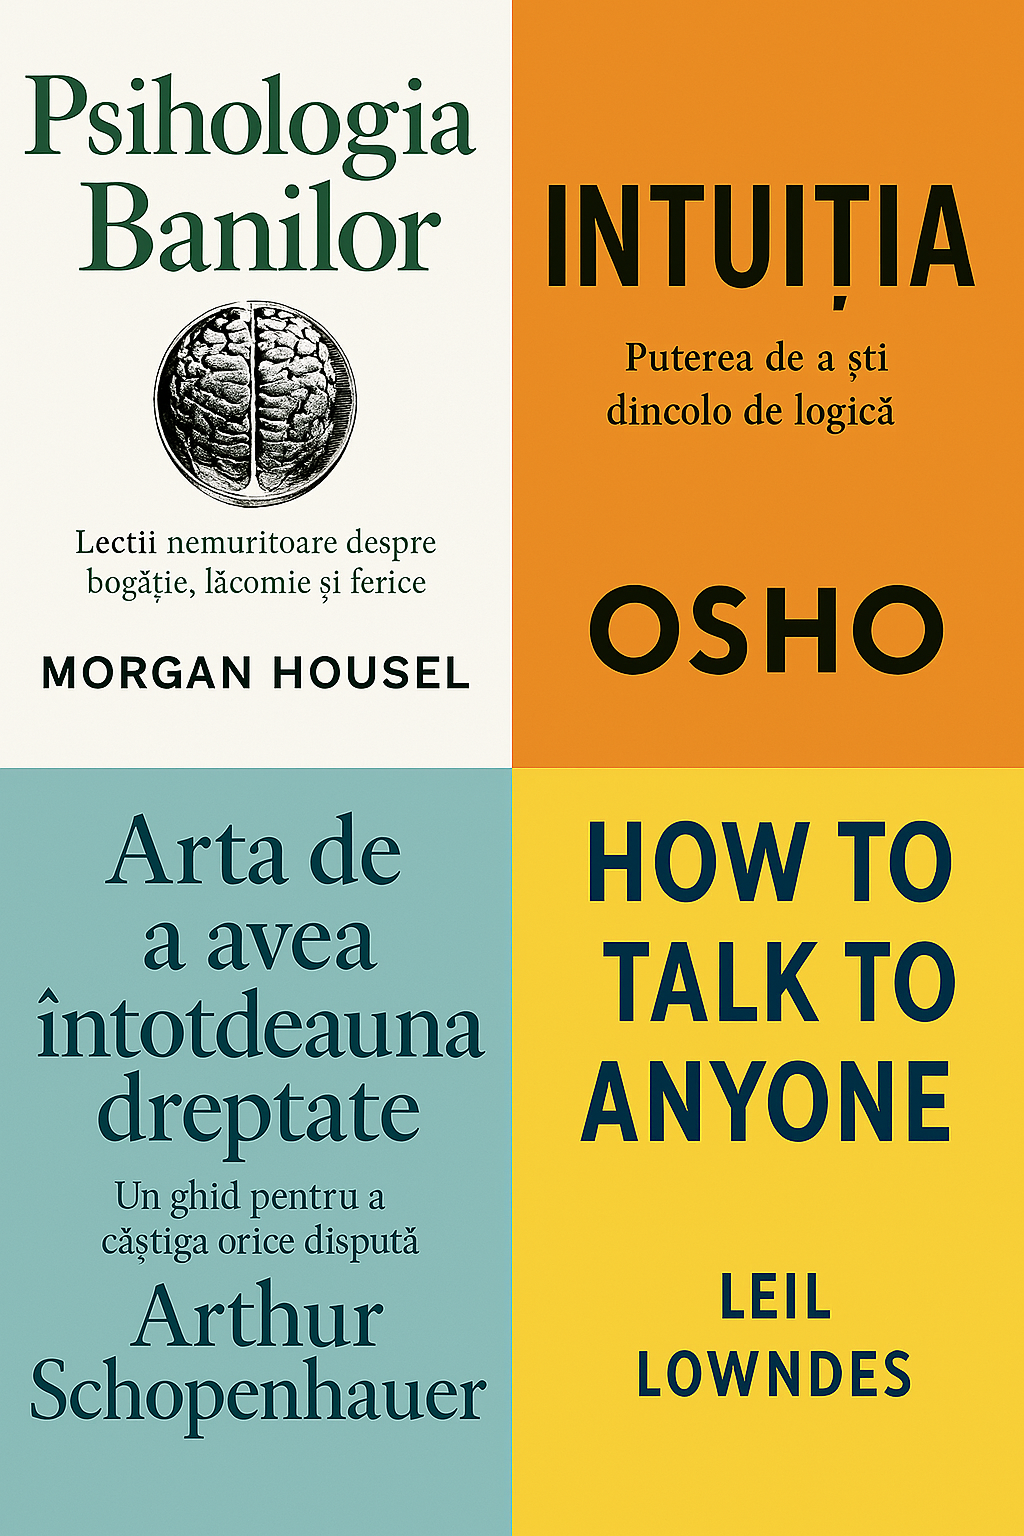 Psihologia
Banilor
Lectii nemuritoare despre
bogăție, lăcomie și ferice
MORGAN HOUSEL
INTUIȚIA
Puterea de a ști
dincolo de logică
OSHO
Arta de
a avea
întotdeauna
dreptate
Un ghid pentru a
căștiga orice dispută
Arthur
Schopenhauer
HOW TO
TALK TO
ANYONE
LEIL
LOWNDES